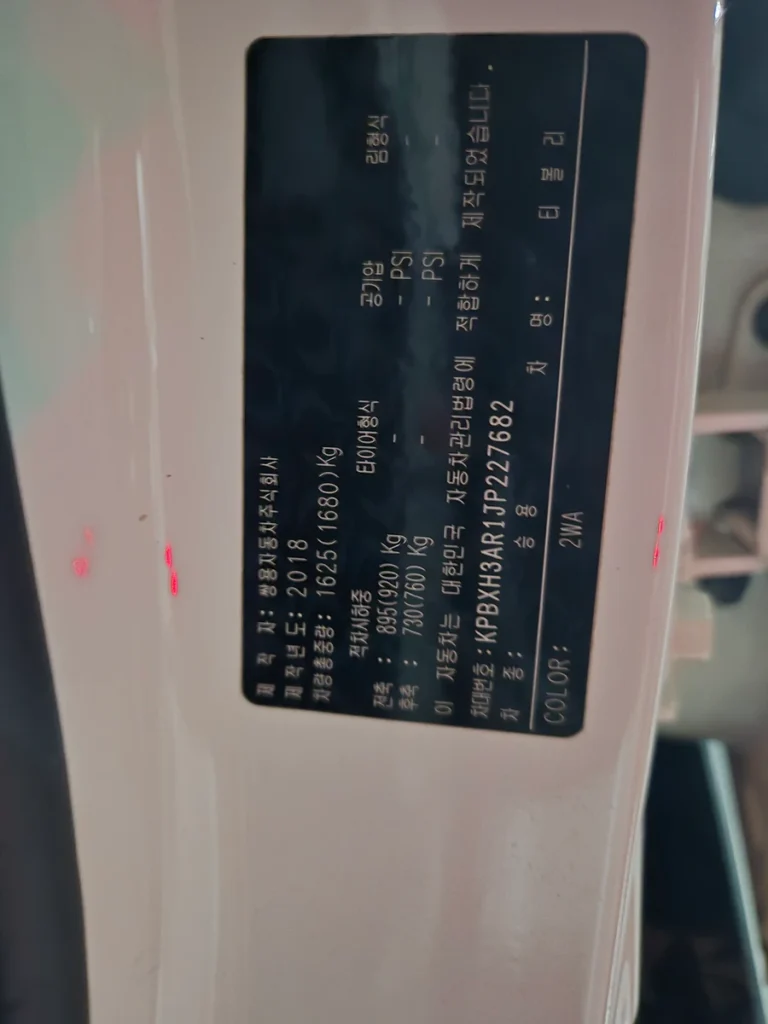 제 작 자: 쌍용자동차주식회사
제 작 년 도: 2018
차량총중량: 1625(1680)Kg
적차시하중 타이어형식 공기압 림형식
전축 : 895(920) Kg - - PSI -
후축 : 730(760) Kg - - PSI -
이 자동차는 대한민국 자동차관리법령에 적합하게 제작되었습니다.
차대번호:KPBXH3AR1JP227682
차 종: 승 용 차 명: 티 볼 리
COLOR: 2WA